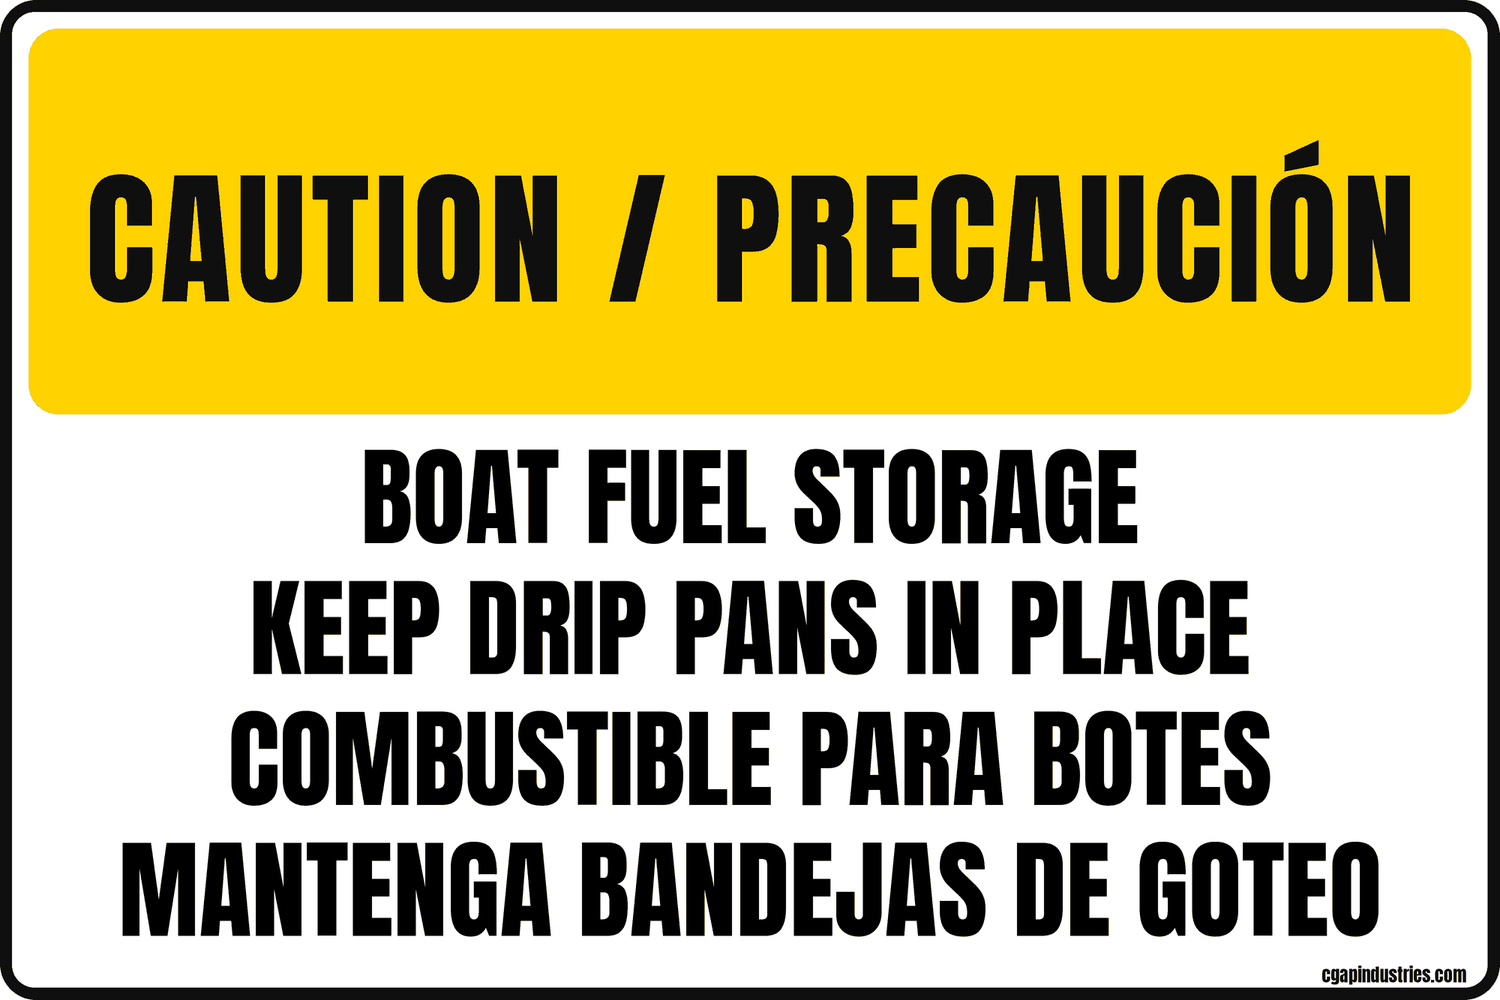 CAUTION / PRECAUCIÓN
BOAT FUEL STORAGE
KEEP DRIP PANS IN PLACE
COMBUSTIBLE PARA BOTES
MANTENGA BANDEJAS DE GOTEO
cgapindustries.com